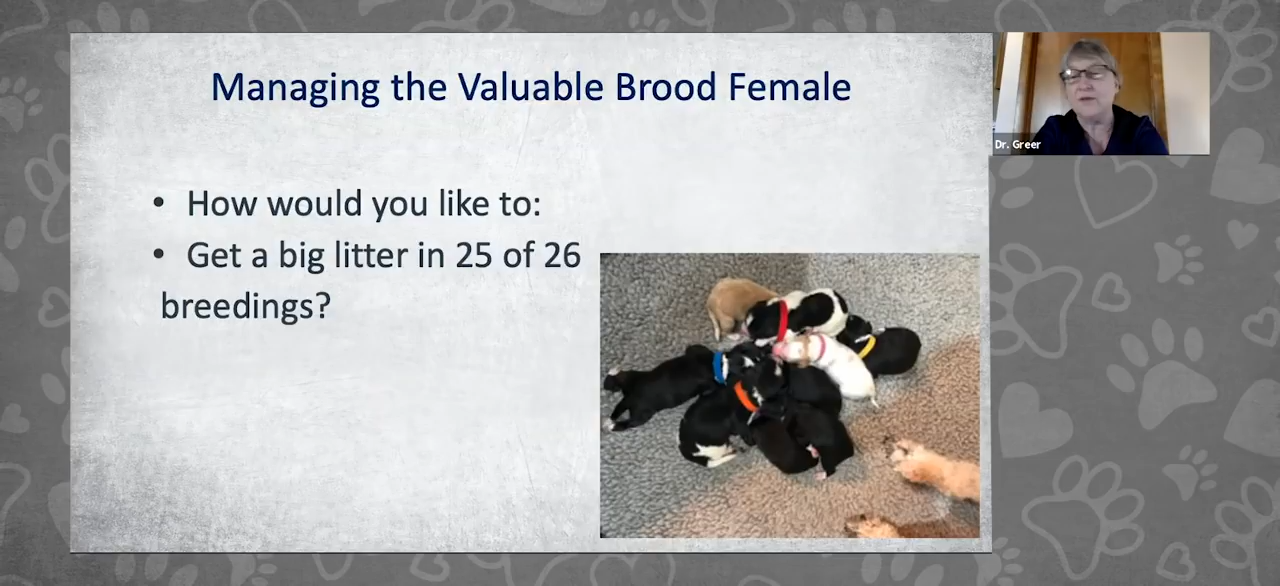 Managing the Valuable Brood Female
• How would you like to:
• Get a big litter in 25 of 26
breedings?
Dr. Greer